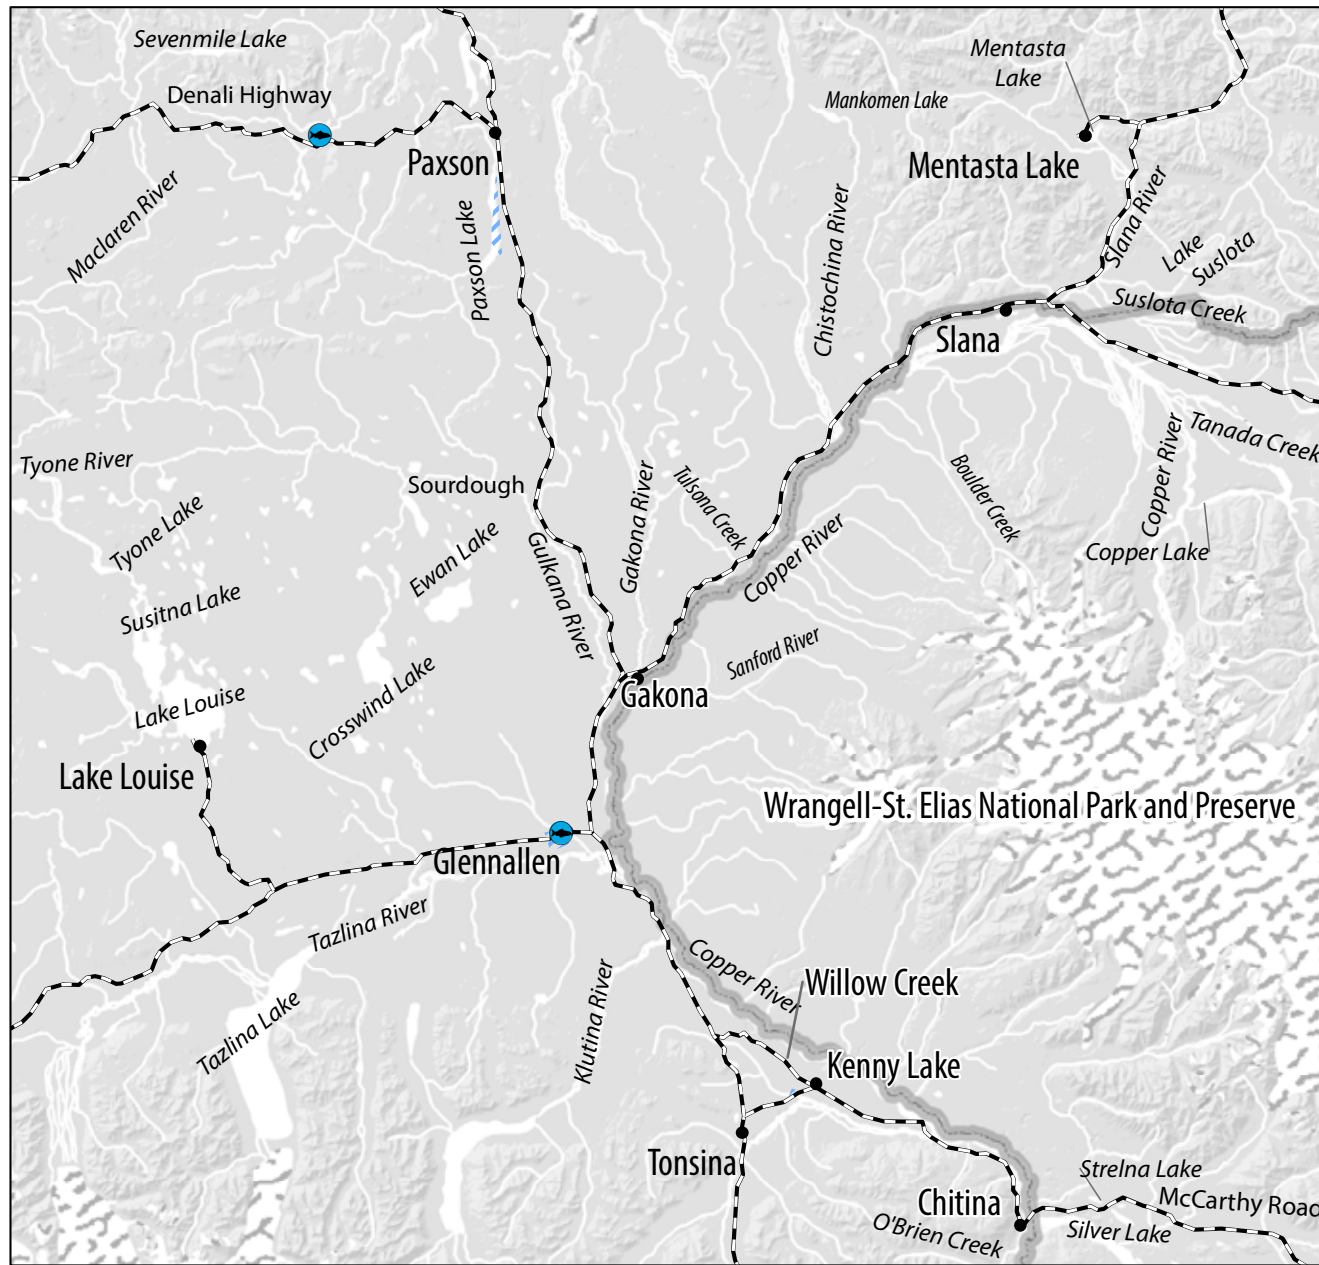 Sevenmile Lake
Mentasta
Lake
Denali Highway
Mankomen Lake
Paxson
Mentasta Lake
Maclaren River
Paxson Lake
Chistochina River
Slana River
Lake
Suslota
Suslota Creek
Slana
Tyone River
Sourdough
Tanada Creek
Tyone Lake
Ewan Lake
Gulkana River
Gakona River
Tulsona Creek
Copper River
Boulder Creek
Copper River
Copper Lake
Susitna Lake
Sanford River
Lake Louise
Crosswind Lake
Gakona
Lake Louise
Wrangell-St. Elias National Park and Preserve
Glennallen
Tazlina River
Copper River
Willow Creek
Tazlina Lake
Klutina River
Kenny Lake
Tonsina
Strelna Lake
Chitina
McCarthy Road
O'Brien Creek
Silver Lake